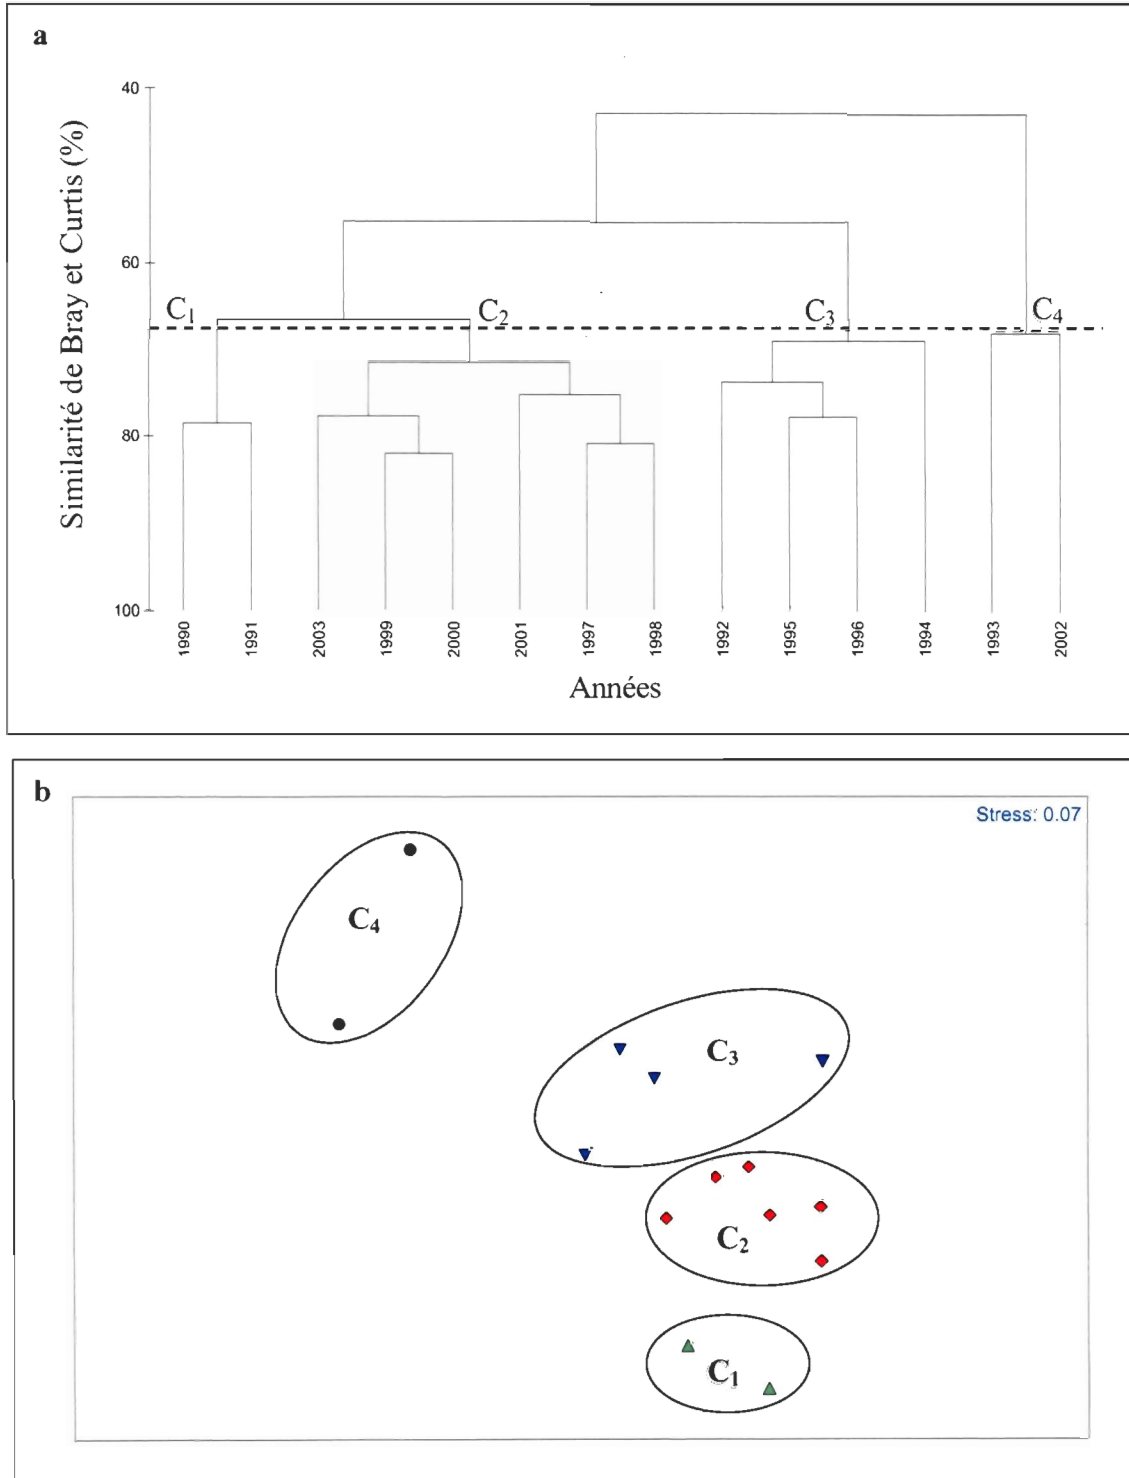 a
Similarité de Bray et Curtis (%)
40
60
80
100
C₁ C₂ C₃ C₄
1990 1991 2003 1999 2000 2001 1997 1998 1992 1995 1996 1994 1993 2002
Années
b
Stress: 0.07
C₄
C₃
C₂
C₁